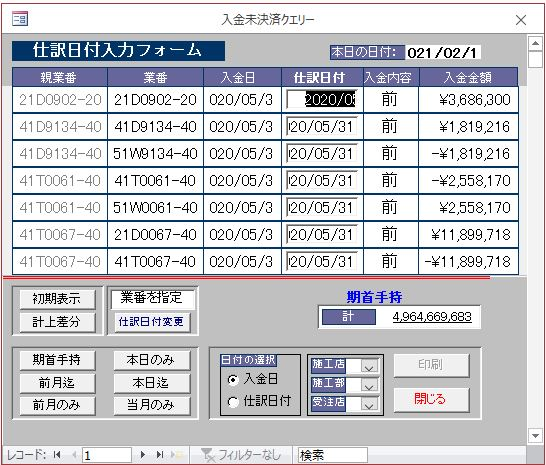 入金未決済クエリー
仕訳日付入力フォーム
本日の日付: 021/02/1
親業番 業番 入金日 仕訳日付 入金内容 入金金額
21D0902-20 21D0902-20 020/05/3 2020/05 前 ¥3,686,300
41D9134-40 41D9134-40 020/05/3 020/05/31 前 ¥1,819,216
41D9134-40 51W9134-40 020/05/3 020/05/31 前 -¥1,819,216
41T0061-40 41T0061-40 020/05/3 020/05/31 前 -¥2,558,170
41T0061-40 51W0061-40 020/05/3 020/05/31 前 ¥2,558,170
41T0067-40 21D0067-40 020/05/3 020/05/31 前 ¥11,899,718
41T0067-40 41T0067-40 020/05/3 020/05/31 前 -¥11,899,718
初期表示 業番を指定
計上差分 仕訳日付変更
期首手持
計 4,964,669,683
期首手持 本日のみ
前月迄 本日迄
前月のみ 当月のみ
日付の選択
入金日
仕訳日付
施工店
施工部
受注店
印刷
閉じる
レコード: 1 フィルターなし 検索